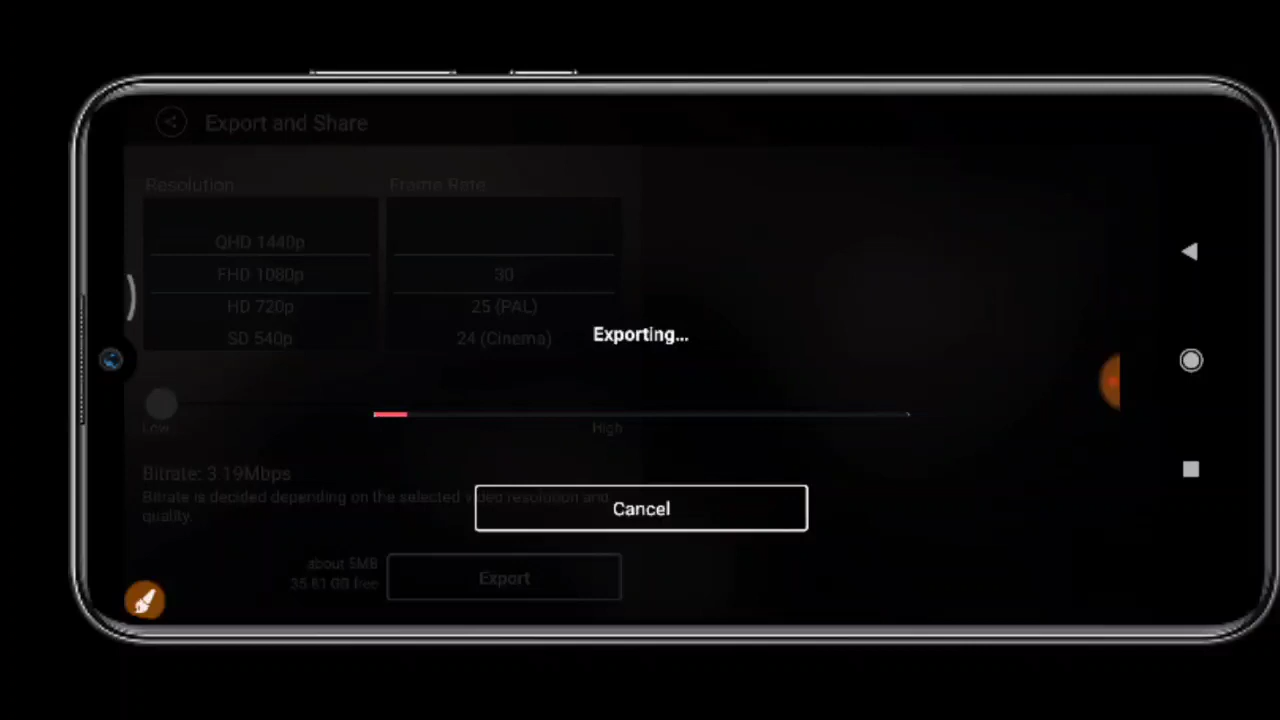 Export and Share
Resolution
Frame Rate
QHD 1440p
FHD 1080p
30
HD 720p
25 (PAL)
SD 540p
24 (Cinema)
Exporting...
Low
High
Bitrate: 3.19Mbps
Bitrate is decided depending on the selected video resolution and
quality.
Cancel
about 5MB
35.81 GB free
Export